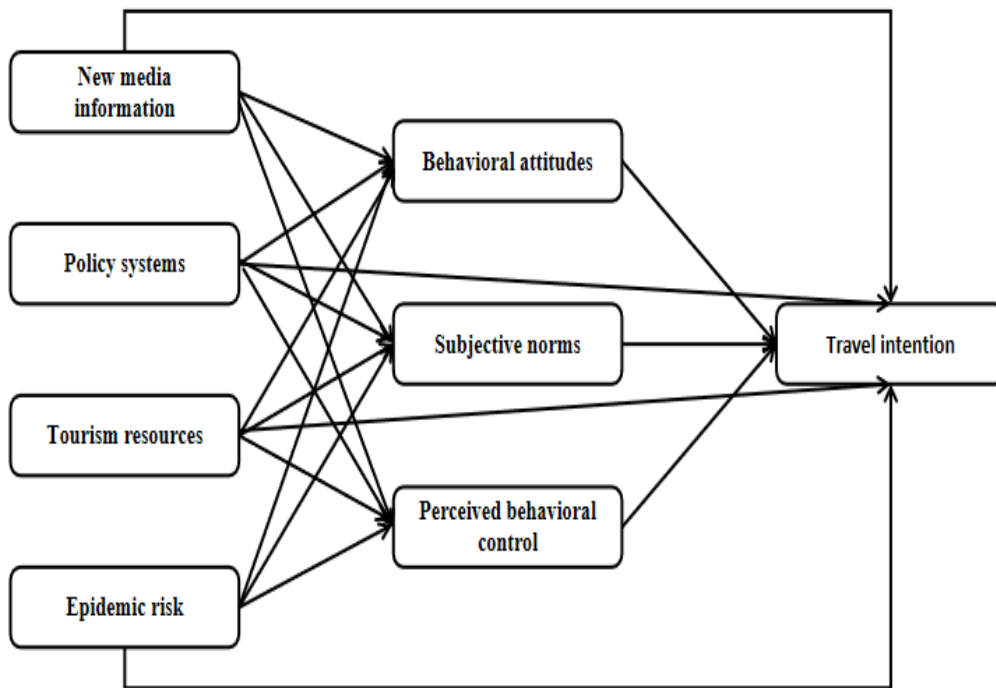 New media
information
Policy systems
Tourism resources
Epidemic risk
Behavioral attitudes
Subjective norms
Perceived behavioral
control
Travel intention